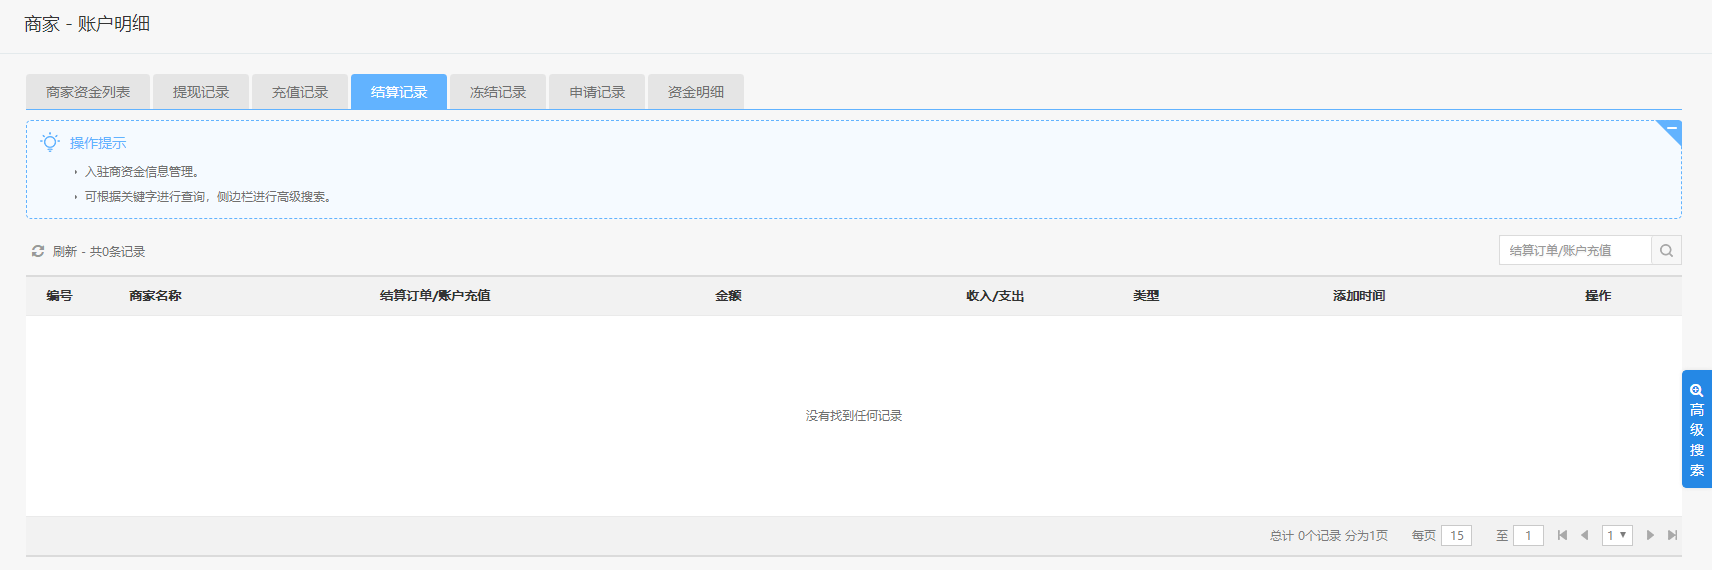 商家 - 账户明细
商家资金列表 提现记录 充值记录 结算记录 冻结记录 申请记录 资金明细
操作提示
入驻商资金信息管理。
可根据关键字进行查询，侧边栏进行高级搜索。
刷新 - 共0条记录 结算订单/账户充值
编号 商家名称 结算订单/账户充值 金额 收入/支出 类型 添加时间 操作
没有找到任何记录
高级搜索
总计 0个记录 分为1页 每页 15 至 1 1